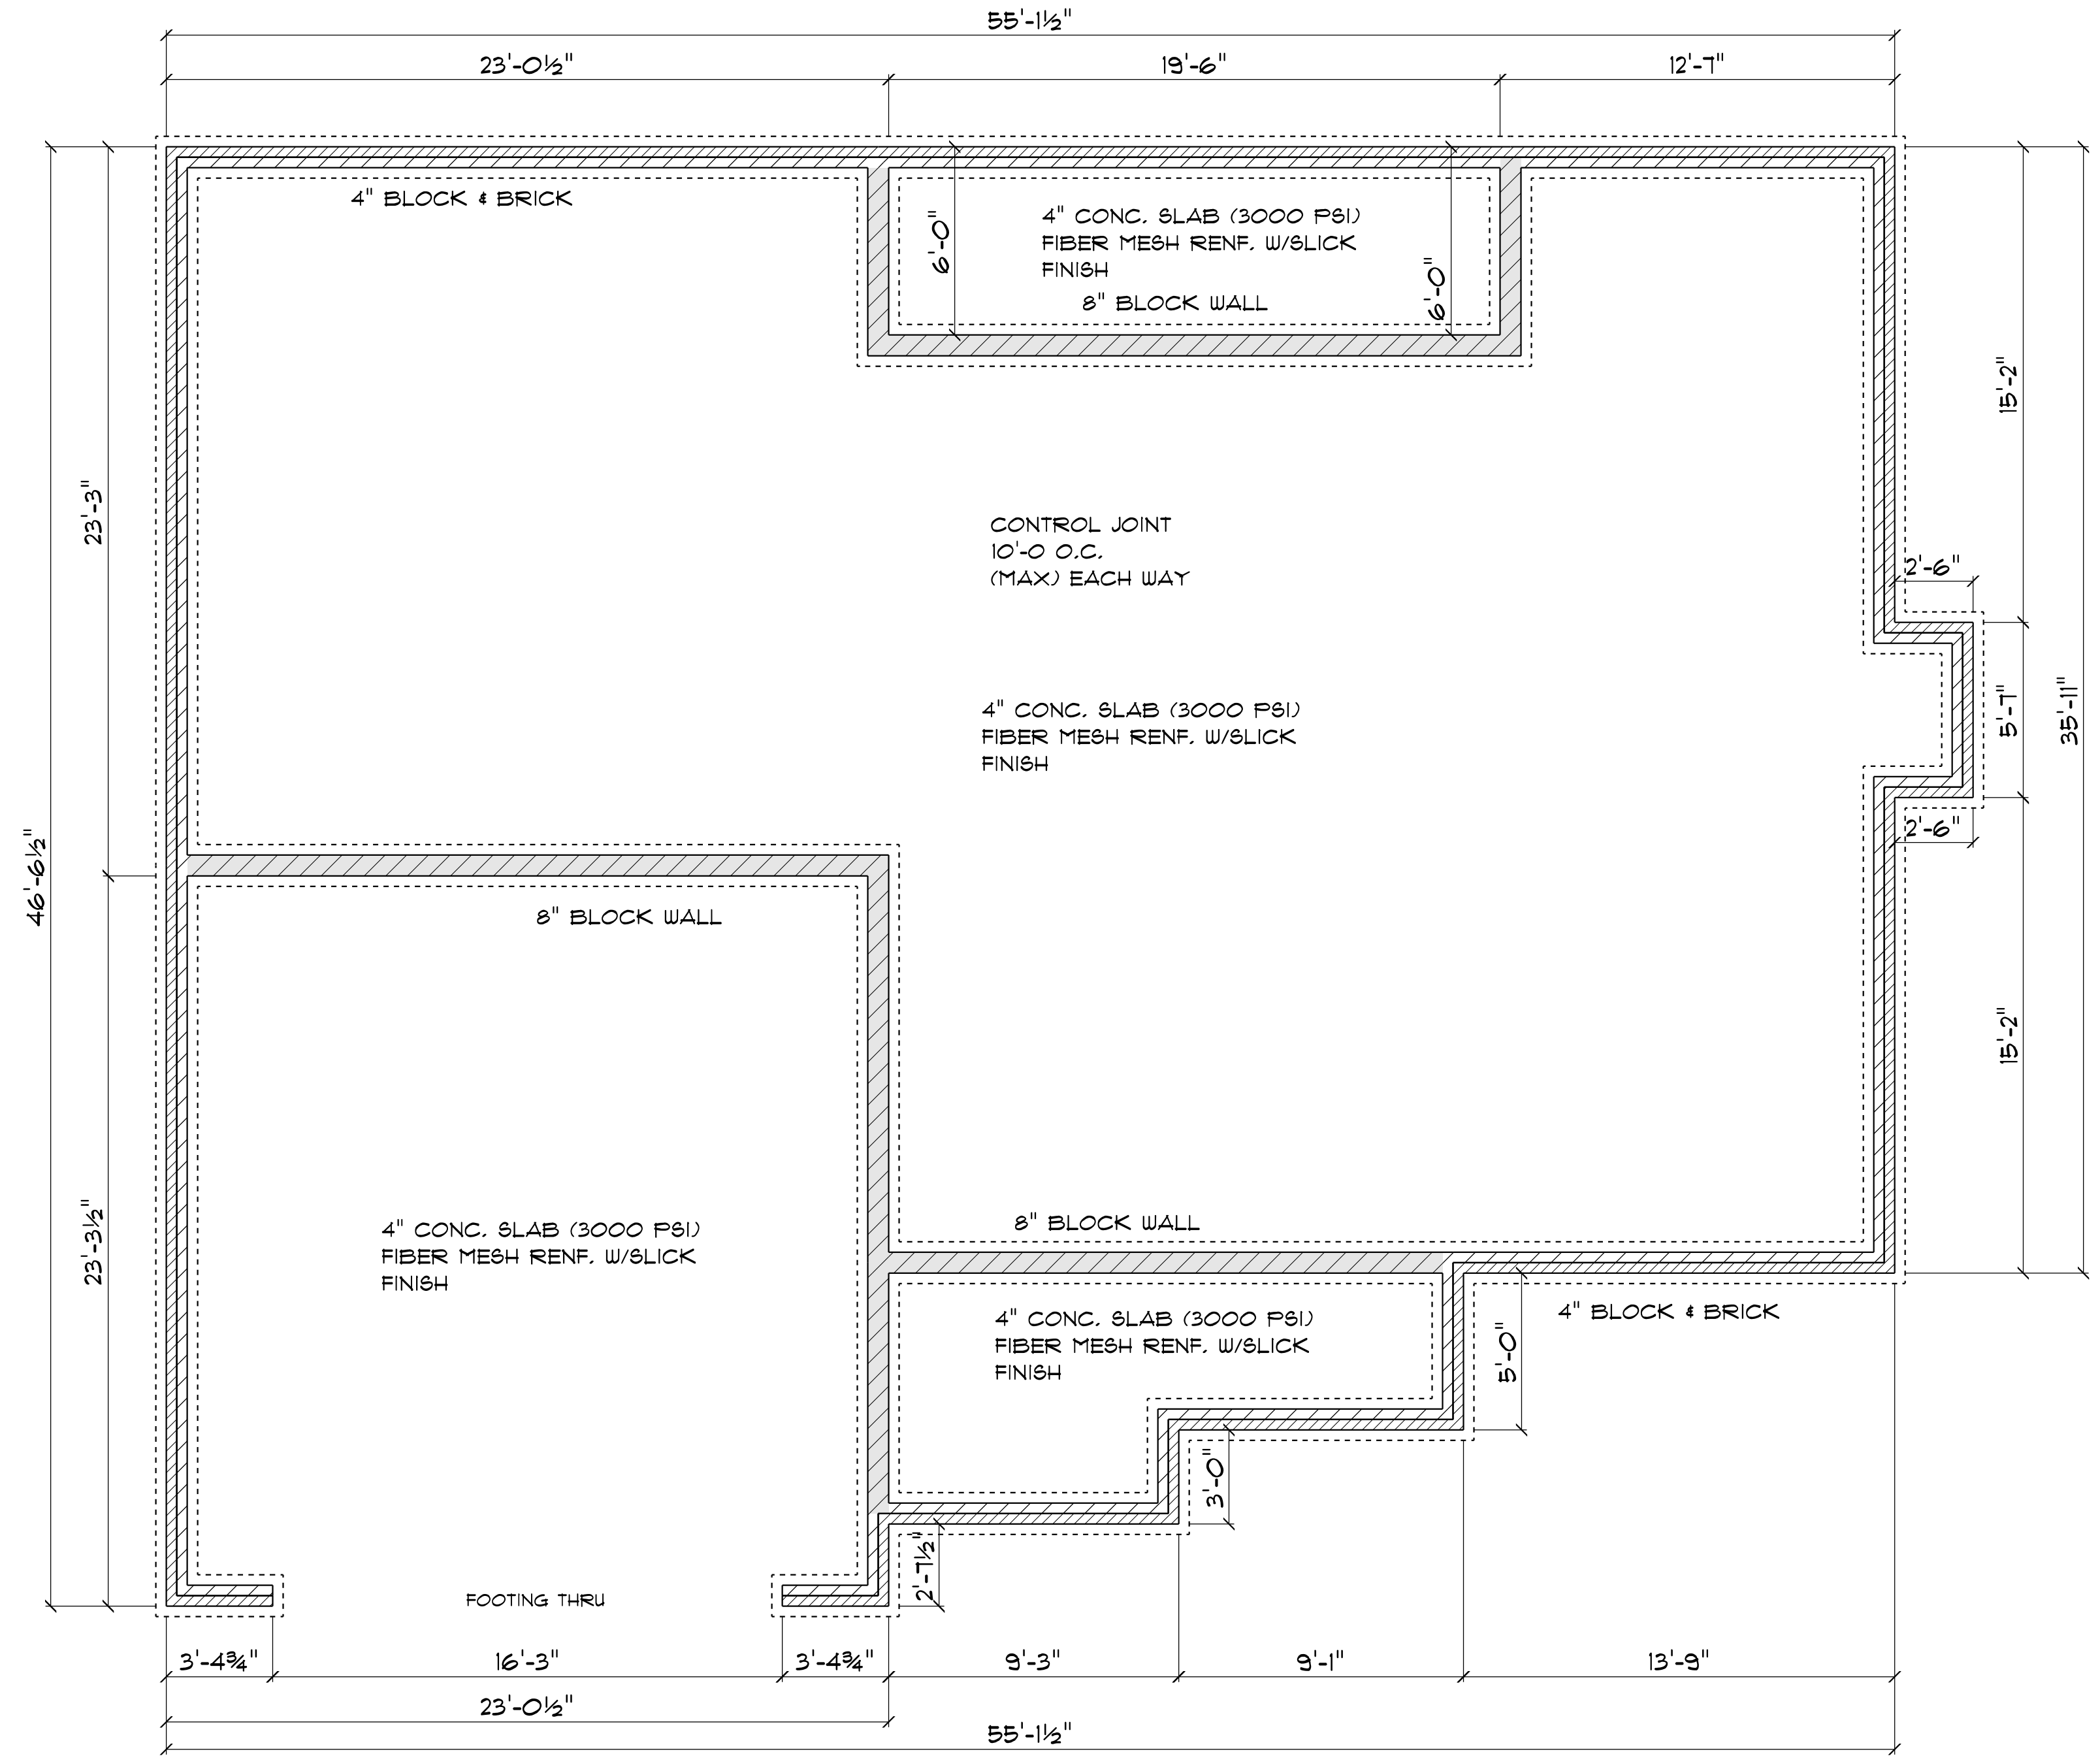 55'-1½"
23'-0½"
19'-6"
12'-7"
4" BLOCK & BRICK
6'-0"
4" CONC. SLAB (3000 PSI)
FIBER MESH RENF. W/SLICK
FINISH
8" BLOCK WALL
6'-0"
15'-2"
23'-3"
CONTROL JOINT
10'-0 O.C.
(MAX) EACH WAY
2'-6"
4" CONC. SLAB (3000 PSI)
FIBER MESH RENF. W/SLICK
FINISH
5'-7"
35'-11"
2'-6"
46'-6½"
8" BLOCK WALL
15'-2"
23'-3½"
4" CONC. SLAB (3000 PSI)
FIBER MESH RENF. W/SLICK
FINISH
8" BLOCK WALL
4" CONC. SLAB (3000 PSI)
FIBER MESH RENF. W/SLICK
FINISH
4" BLOCK & BRICK
5'-0"
3'-0"
2'-7½"
FOOTING THRU
3'-4¾"
16'-3"
3'-4¾"
9'-3"
9'-1"
13'-9"
23'-0½"
55'-1½"